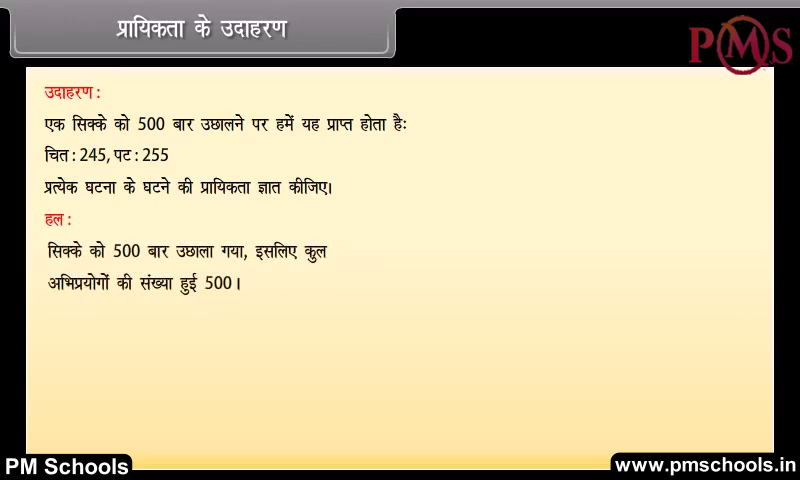 प्रायिकता के उदाहरण
PMS
उदाहरण :
एक सिक्के को 500 बार उछालने पर हमें यह प्राप्त होता है:
चित : 245, पट : 255
प्रत्येक घटना के घटने की प्रायिकता ज्ञात कीजिए।
हल :
सिक्के को 500 बार उछाला गया, इसलिए कुल
अभिप्रयोगों की संख्या हुई 500।
PM Schools
www.pmschools.in